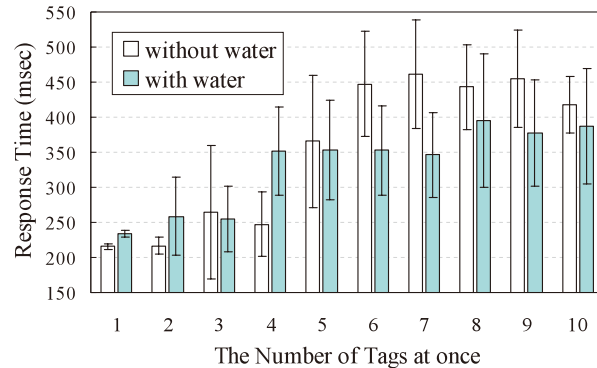 550
500
450
400
350
300
250
200
150
Response Time (msec)
without water
with water
1 2 3 4 5 6 7 8 9 10
The Number of Tags at once